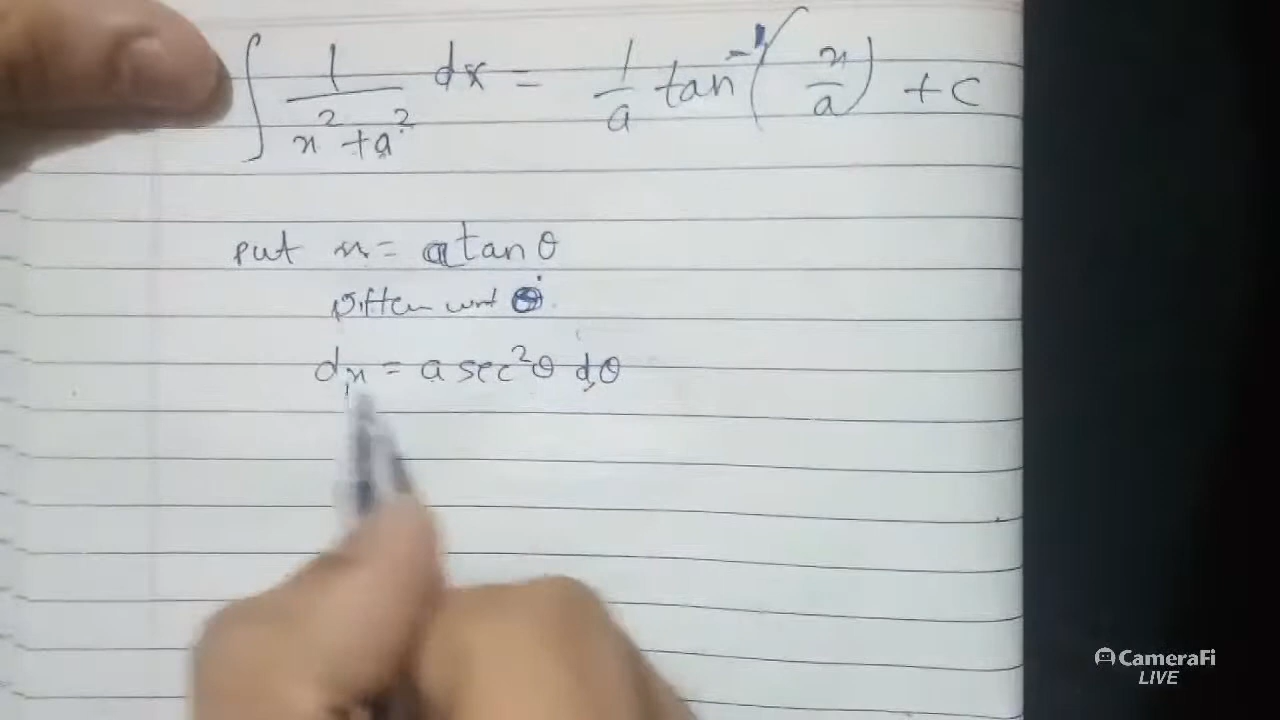 ∫ 1/(x² + a²) dx = 1/a tan⁻¹(x/a) + c
put x = a tan θ
Differ wrt θ
dx = a sec²θ dθ
CameraFi
LIVE